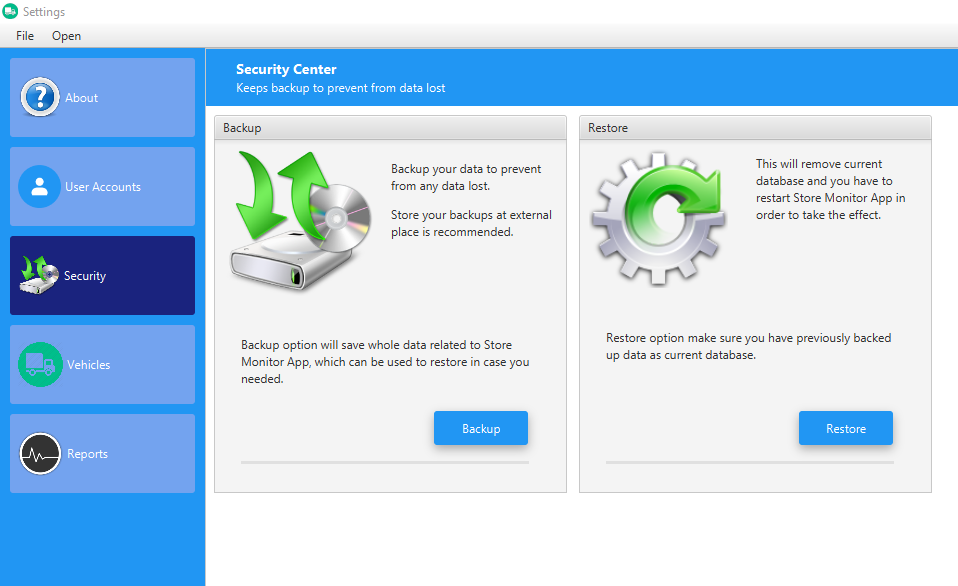 Settings
File Open
About
User Accounts
Security
Vehicles
Reports
Security Center
Keeps backup to prevent from data lost
Backup
Backup your data to prevent
from any data lost.
Store your backups at external
place is recommended.
Backup option will save whole data related to Store
Monitor App, which can be used to restore in case you
needed.
Backup
Restore
This will remove current
database and you have to
restart Store Monitor App in
order to take the effect.
Restore option make sure you have previously backed
up data as current database.
Restore